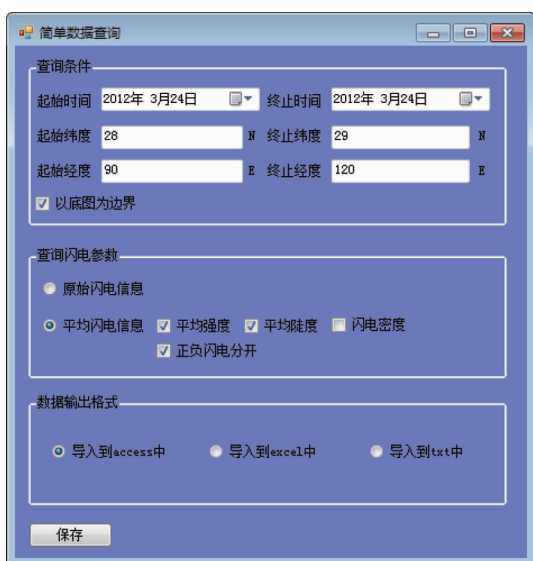 简单数据查询
查询条件
起始时间 2012年 3月24日 终止时间 2012年 3月24日
起始纬度 28 N 终止纬度 29 N
起始经度 90 E 终止经度 120 E
以底图为边界
查询闪电参数
原始闪电信息
平均闪电信息 平均强度 平均陡度 闪电密度
正负闪电分开
数据输出格式
导入到access中 导入到excel中 导入到txt中
保存